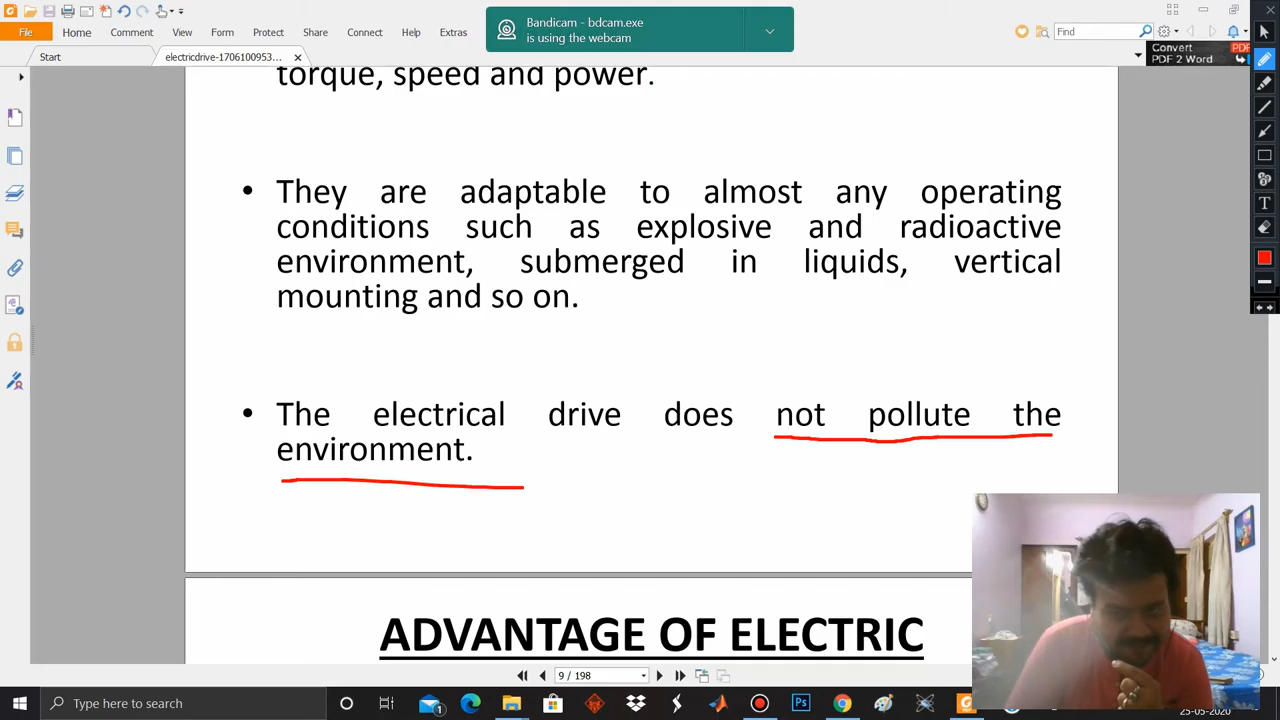 Bandicam - bdcam.exe
is using the webcam
File Home Comment View Form Protect Share Connect Help Extras
Find
Start
electricdrive-1706100953...
Convert
PDF 2 Word
PDF
torque, speed and power.
• They are adaptable to almost any operating
conditions such as explosive and radioactive
environment, submerged in liquids, vertical
mounting and so on.
• The electrical drive does not pollute the
environment.
ADVANTAGE OF ELECTRIC
9 / 198
Type here to search
25-05-2020